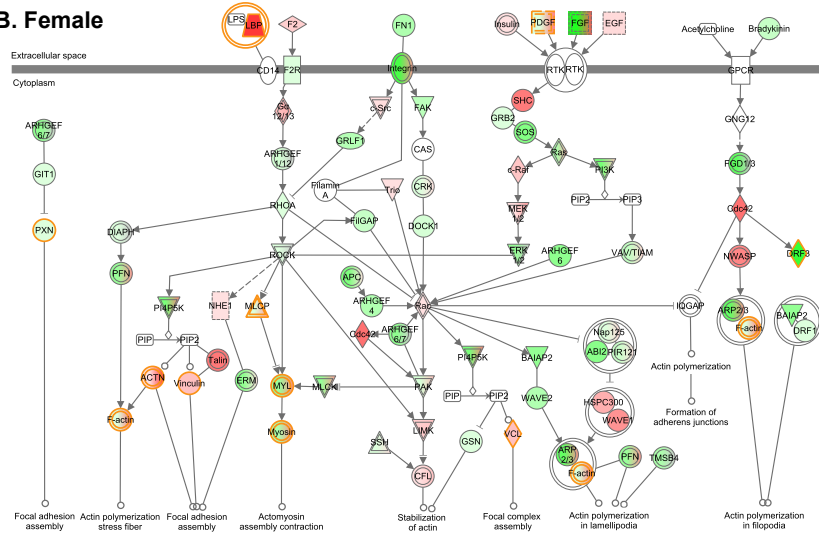 B. Female
LPS
LBP
F2
FN1
Insulin
PDGF
FGF
EGF
Acetylcholine
Bradykinin
Extracellular space
CD14
F2R
Integrin
RTK
RTK
GPCR
Cytoplasm
Gα
12/13
c-Src
FAK
SHC
GRB2
SOS
GNG12
ARHGEF
6/7
GRLF1
ARHGEF
1/12
CAS
Ras
c-Raf
PI3K
FGD1/3
GIT1
Filamin
A
Trio
CRK
MEK
1/2
PIP2
PIP3
Cdc42
RHOA
PXN
DIAPH
FilGAP
DOCK1
ROCK
ERK
1/2
ARHGEF
6
VAV/TIAM
NWASP
DRF3
PFN
APC
PI4P5K
NHE1
MLCP
ARHGEF
4
Rac
IQGAP
ARP2/3
F-actin
BAIAP2
DRF1
Cdc42
ARHGEF
6/7
Nap125
ABI2
PIR121
PIP
PIP2
Talin
PI4P5K
BAIAP2
Actin polymerization
ACTN
Vinculin
ERM
MYL
MLCK
PAK
PIP
PIP2
WAVE2
HSPC300
WAVE1
Formation of
adherens junctions
F-actin
Myosin
SSH
LIMK
GSN
VCL
CFL
ARP
2/3
F-actin
PFN
TMSB4
Focal adhesion
assembly
Actin polymerization
stress fiber
Focal adhesion
assembly
Actomyosin
assembly contraction
Stabilization
of actin
Focal complex
assembly
Actin polymerization
in lamellipodia
Actin polymerization
in filopodia